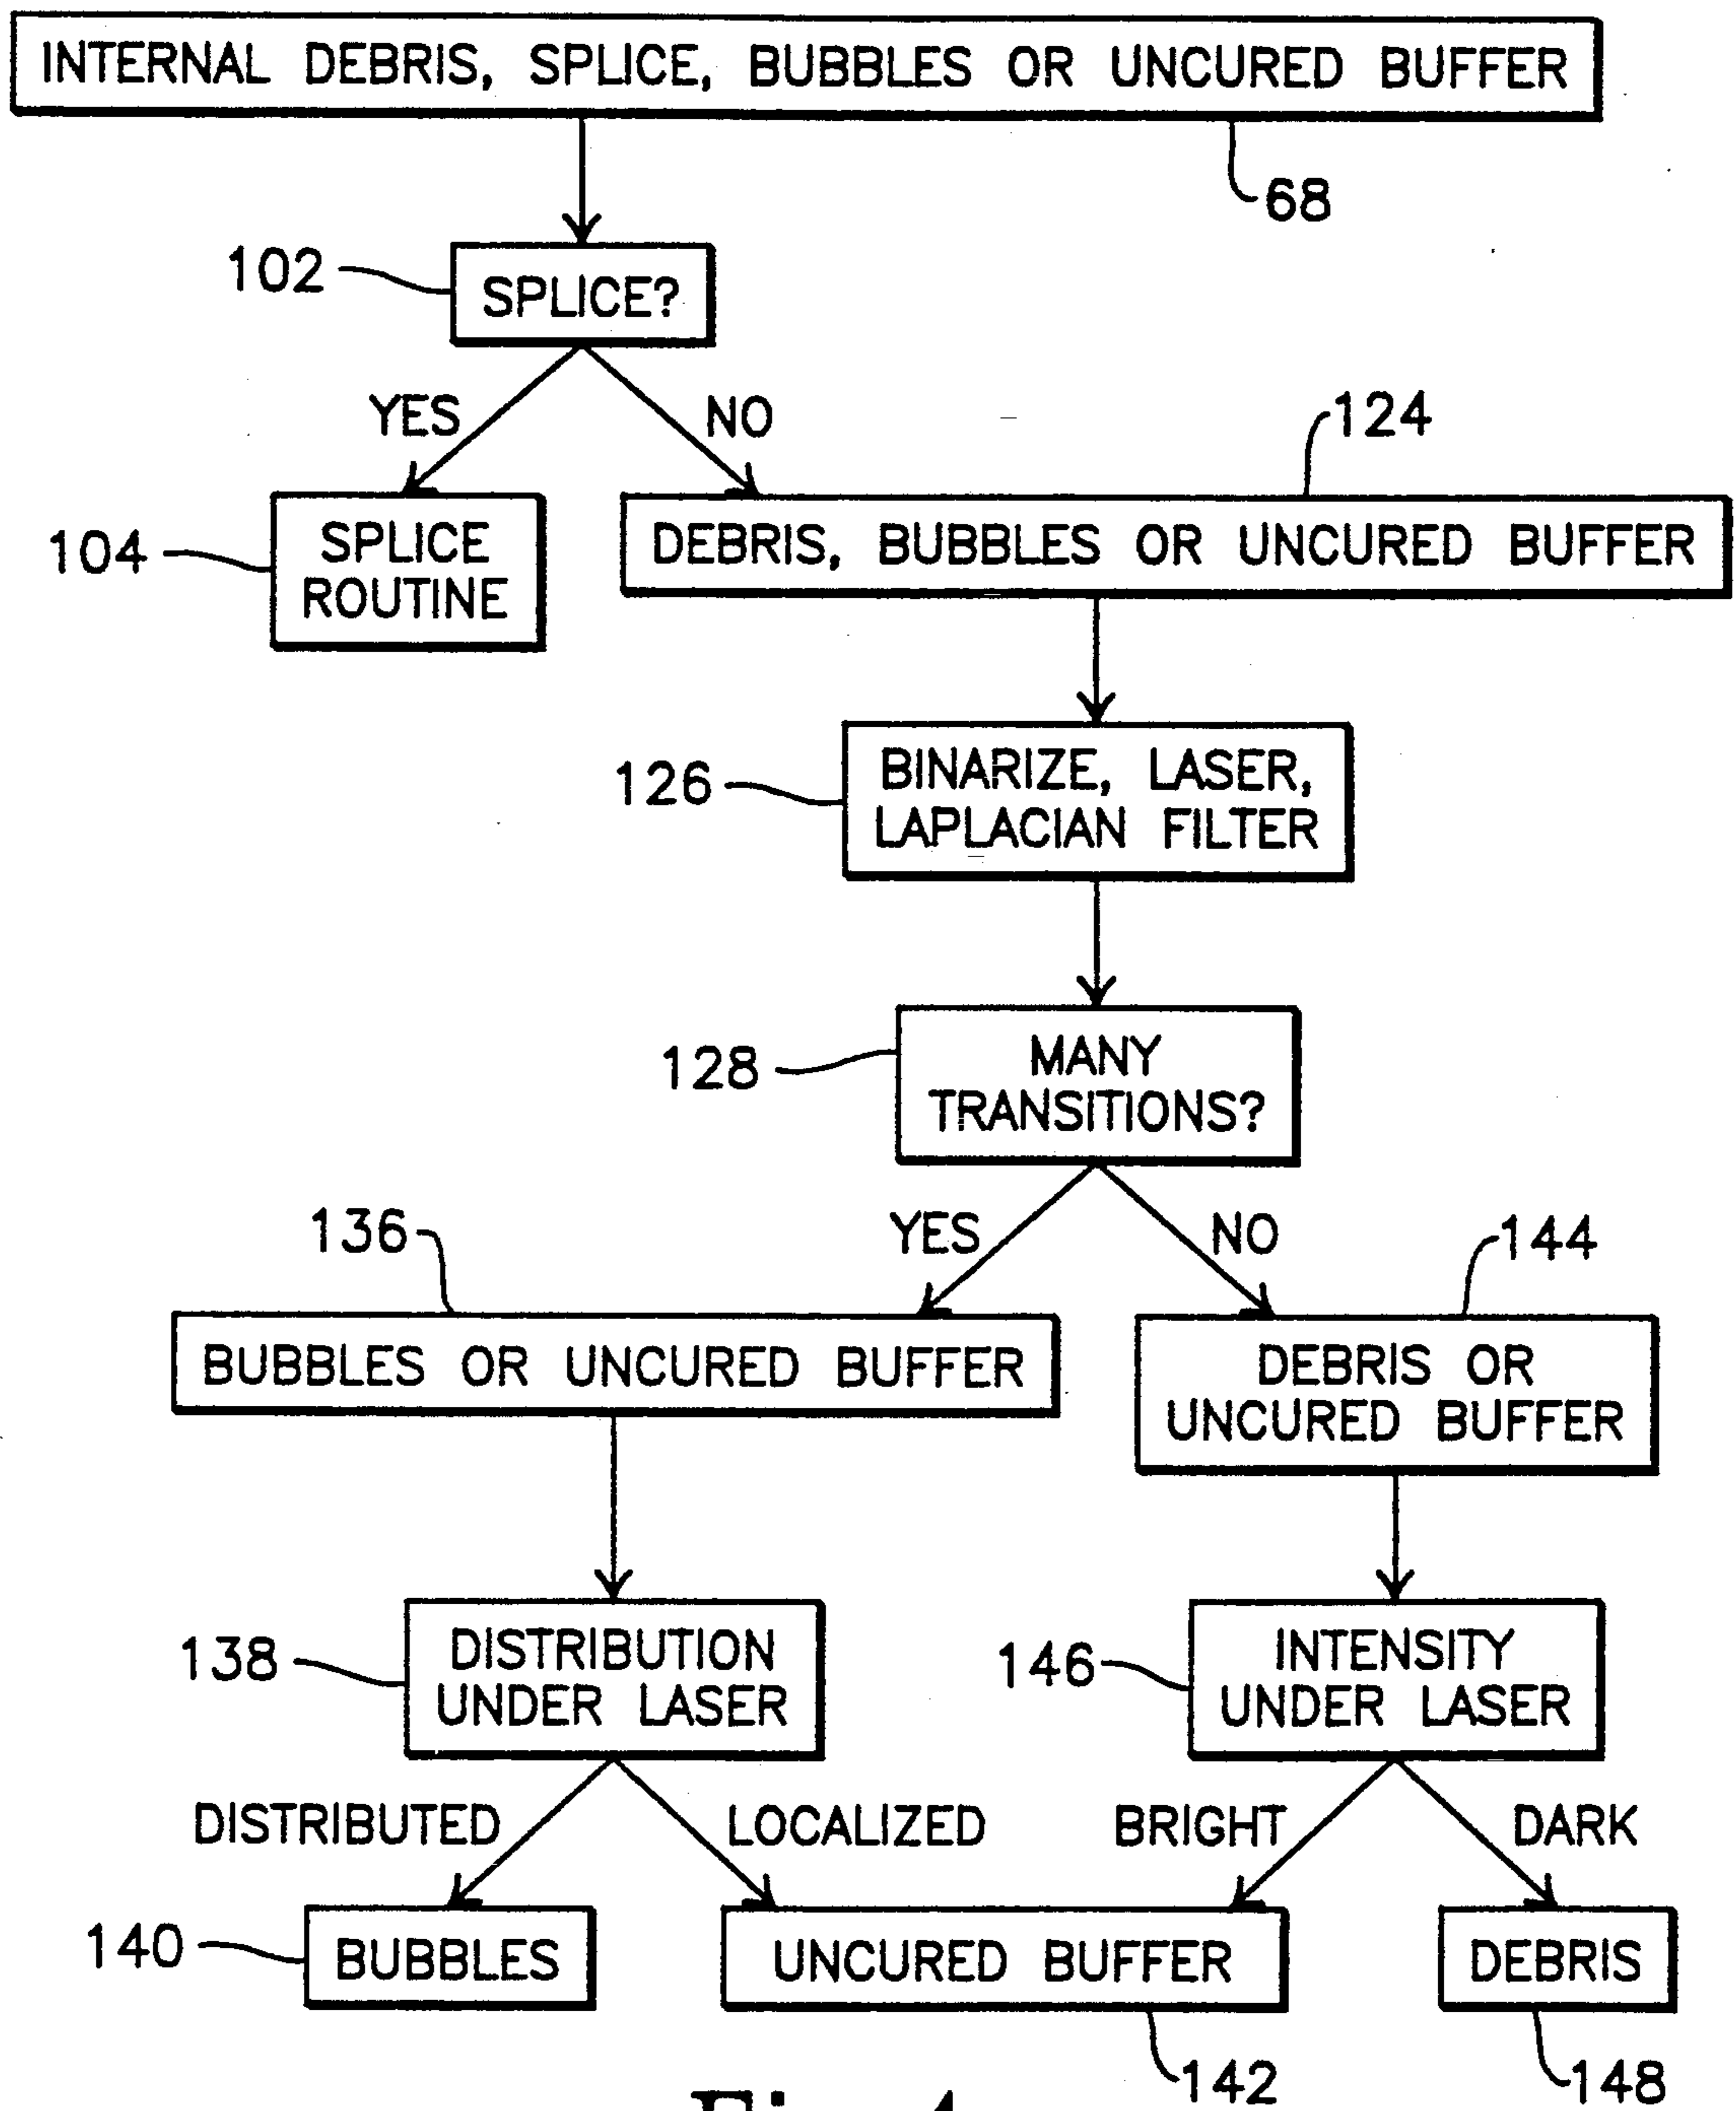 INTERNAL DEBRIS, SPLICE, BUBBLES OR UNCURED BUFFER
68
102
SPLICE?
YES
NO
124
104
SPLICE
ROUTINE
DEBRIS, BUBBLES OR UNCURED BUFFER
126
BINARIZE, LASER,
LAPLACIAN FILTER
128
MANY
TRANSITIONS?
YES
NO
136
144
BUBBLES OR UNCURED BUFFER
DEBRIS OR
UNCURED BUFFER
138
DISTRIBUTION
UNDER LASER
146
INTENSITY
UNDER LASER
DISTRIBUTED
LOCALIZED
BRIGHT
DARK
140
BUBBLES
UNCURED BUFFER
DEBRIS
142
148